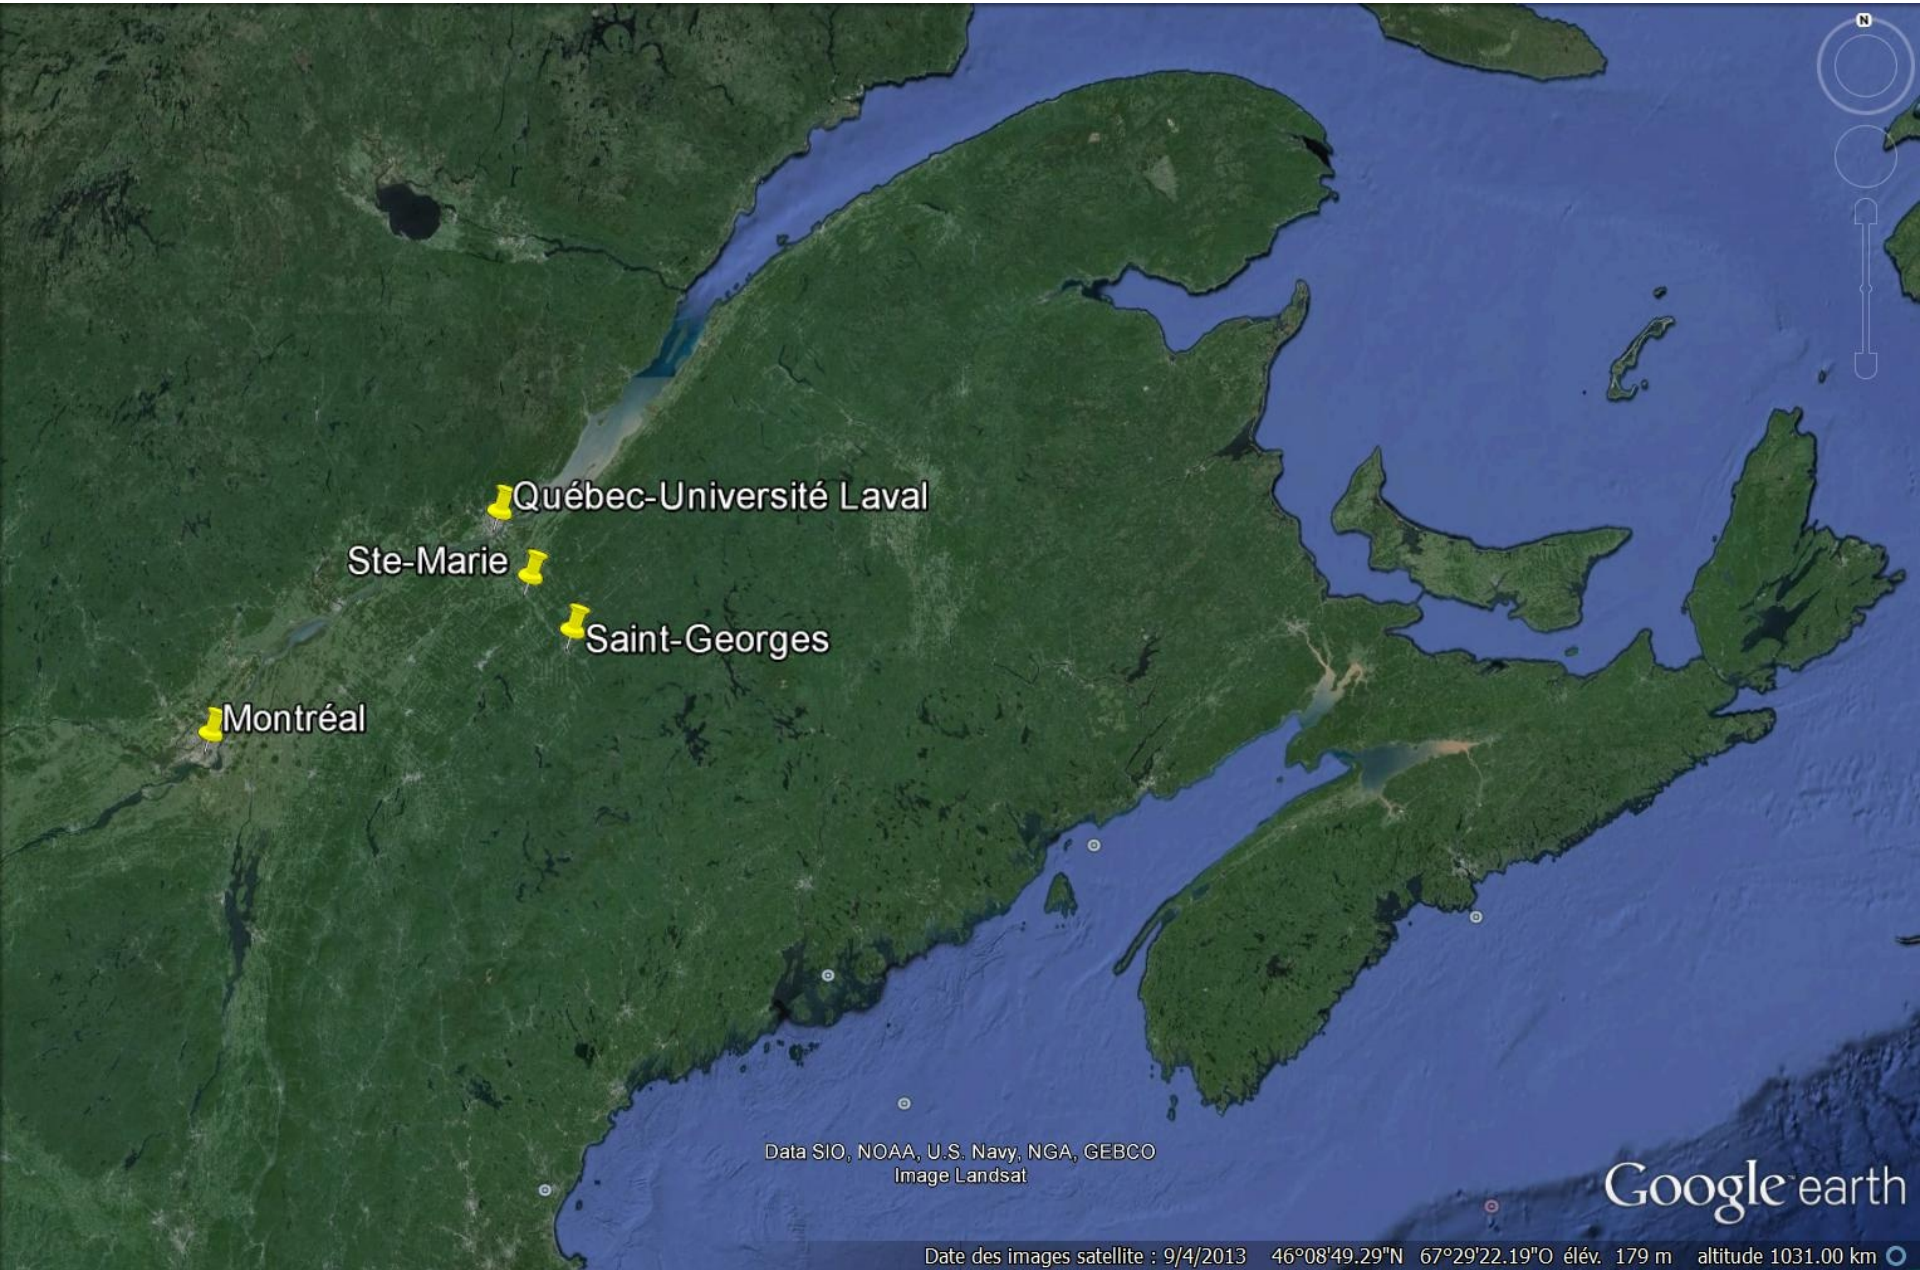 N
Québec-Université Laval
Ste-Marie
Saint-Georges
Montréal
Data SIO, NOAA, U.S. Navy, NGA, GEBCO
Image Landsat
Google earth
Date des images satellite : 9/4/2013 46°08'49.29"N 67°29'22.19"O élév. 179 m altitude 1031.00 km